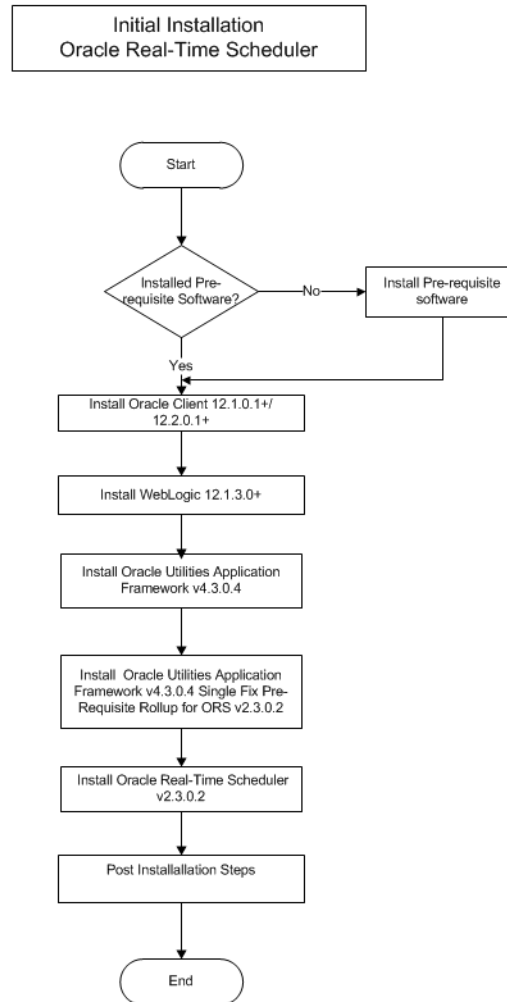 Initial Installation
Oracle Real-Time Scheduler
Start
Installed Pre-
requisite Software?
No
Install Pre-requisite
software
Yes
Install Oracle Client 12.1.0.1+/
12.2.0.1+
Install WebLogic 12.1.3.0+
Install Oracle Utilities Application
Framework v4.3.0.4
Install Oracle Utilities Application
Framework v4.3.0.4 Single Fix Pre-
Requisite Rollup for ORS v2.3.0.2
Install Oracle Real-Time Scheduler
v2.3.0.2
Post Installallation Steps
End